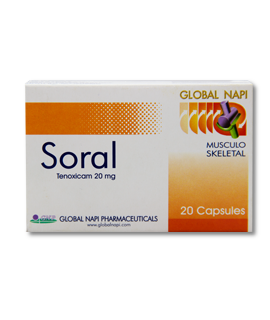 GLOBAL NAPI
MUSCULO
SKELETAL
Soral
Tenoxicam 20 mg
20 Capsules
GLOBAL NAPI PHARMACEUTICALS
www.globalnapi.com